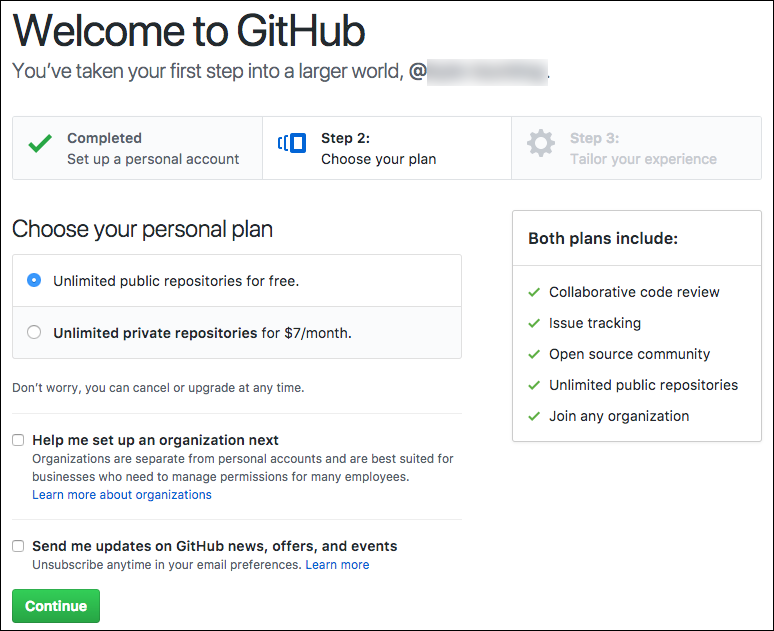 Welcome to GitHub
You’ve taken your first step into a larger world, @.
Completed
Set up a personal account
Step 2:
Choose your plan
Step 3:
Tailor your experience
Choose your personal plan
Unlimited public repositories for free.
Unlimited private repositories for $7/month.
Don’t worry, you can cancel or upgrade at any time.
Help me set up an organization next
Organizations are separate from personal accounts and are best suited for
businesses who need to manage permissions for many employees.
Learn more about organizations
Send me updates on GitHub news, offers, and events
Unsubscribe anytime in your email preferences. Learn more
Continue
Both plans include:
Collaborative code review
Issue tracking
Open source community
Unlimited public repositories
Join any organization